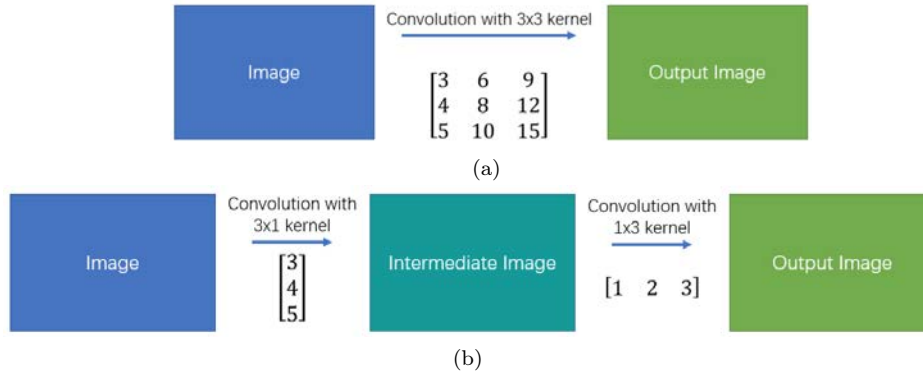 Convolution with 3x3 kernel
Image
3 6 9
4 8 12
5 10 15
Output Image
(a)
Image
Convolution with
3x1 kernel
3
4
5
Intermediate Image
Convolution with
1x3 kernel
[1 2 3]
Output Image
(b)